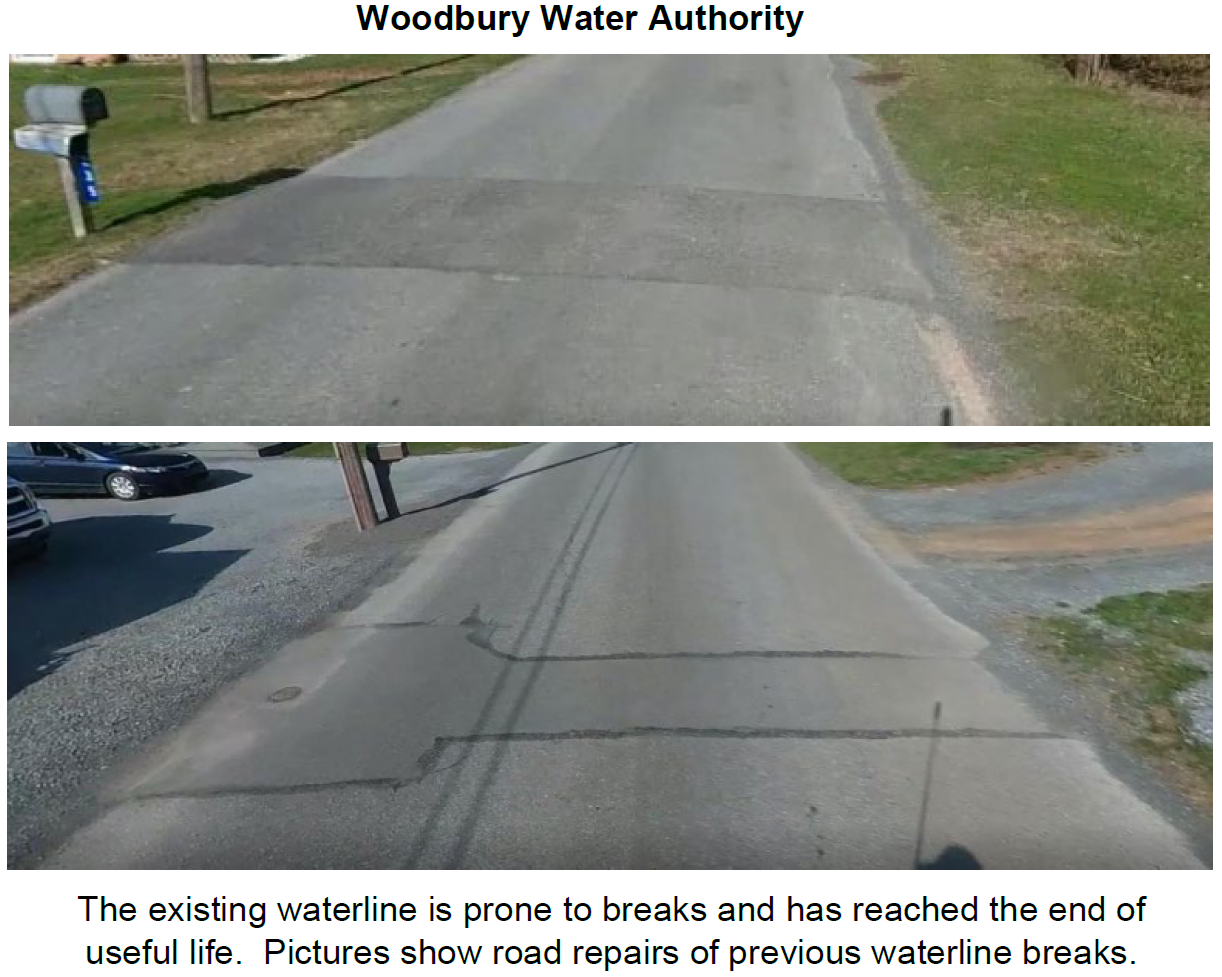 Woodbury Water Authority
The existing waterline is prone to breaks and has reached the end of
useful life.  Pictures show road repairs of previous waterline breaks.